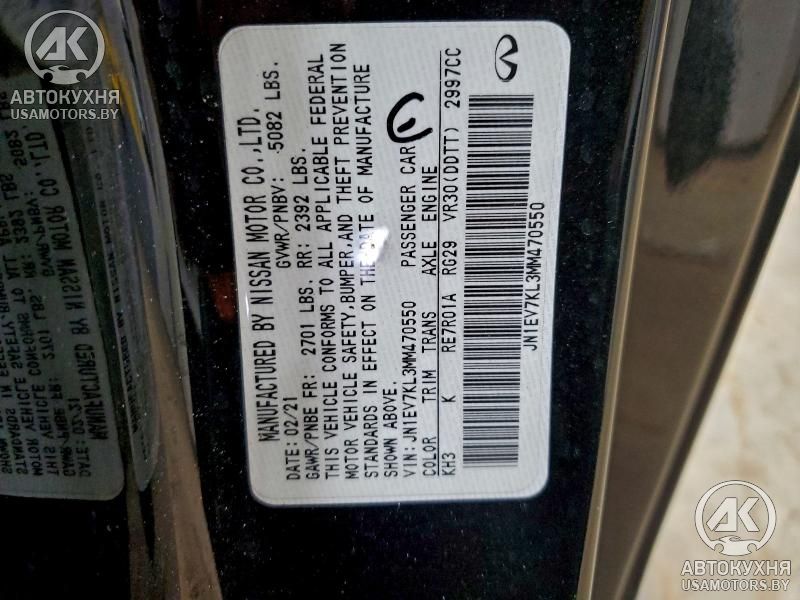 MANUFACTURED BY NISSAN MOTOR CO.,LTD.
DATE: 02/21 GVWR/PNBV: 5082 LBS.
GAWR/PNBE FR: 2701 LBS. RR: 2392 LBS.
THIS VEHICLE CONFORMS TO ALL APPLICABLE FEDERAL
MOTOR VEHICLE SAFETY,BUMPER,AND THEFT PREVENTION
STANDARDS IN EFFECT ON THE DATE OF MANUFACTURE
SHOWN ABOVE.
VIN: JN1EV7KL3MM470550 PASSENGER CAR
COLOR TRIM TRANS AXLE ENGINE
KH3 K RE7R01A RG29 VR30(DDTT) 2997CC
JN1EV7KL3MM470550
AK
АВТОКУХНЯ
USAMOTORS.BY
AK
АВТОКУХНЯ
USAMOTORS.BY